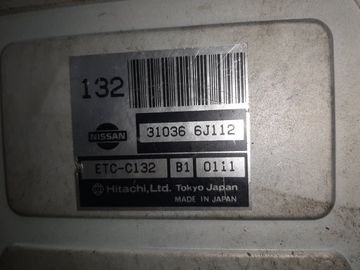 132
NISSAN 31036 6J112
ETC-C132 B1 0111
Hitachi, Ltd. Tokyo Japan
MADE IN JAPAN